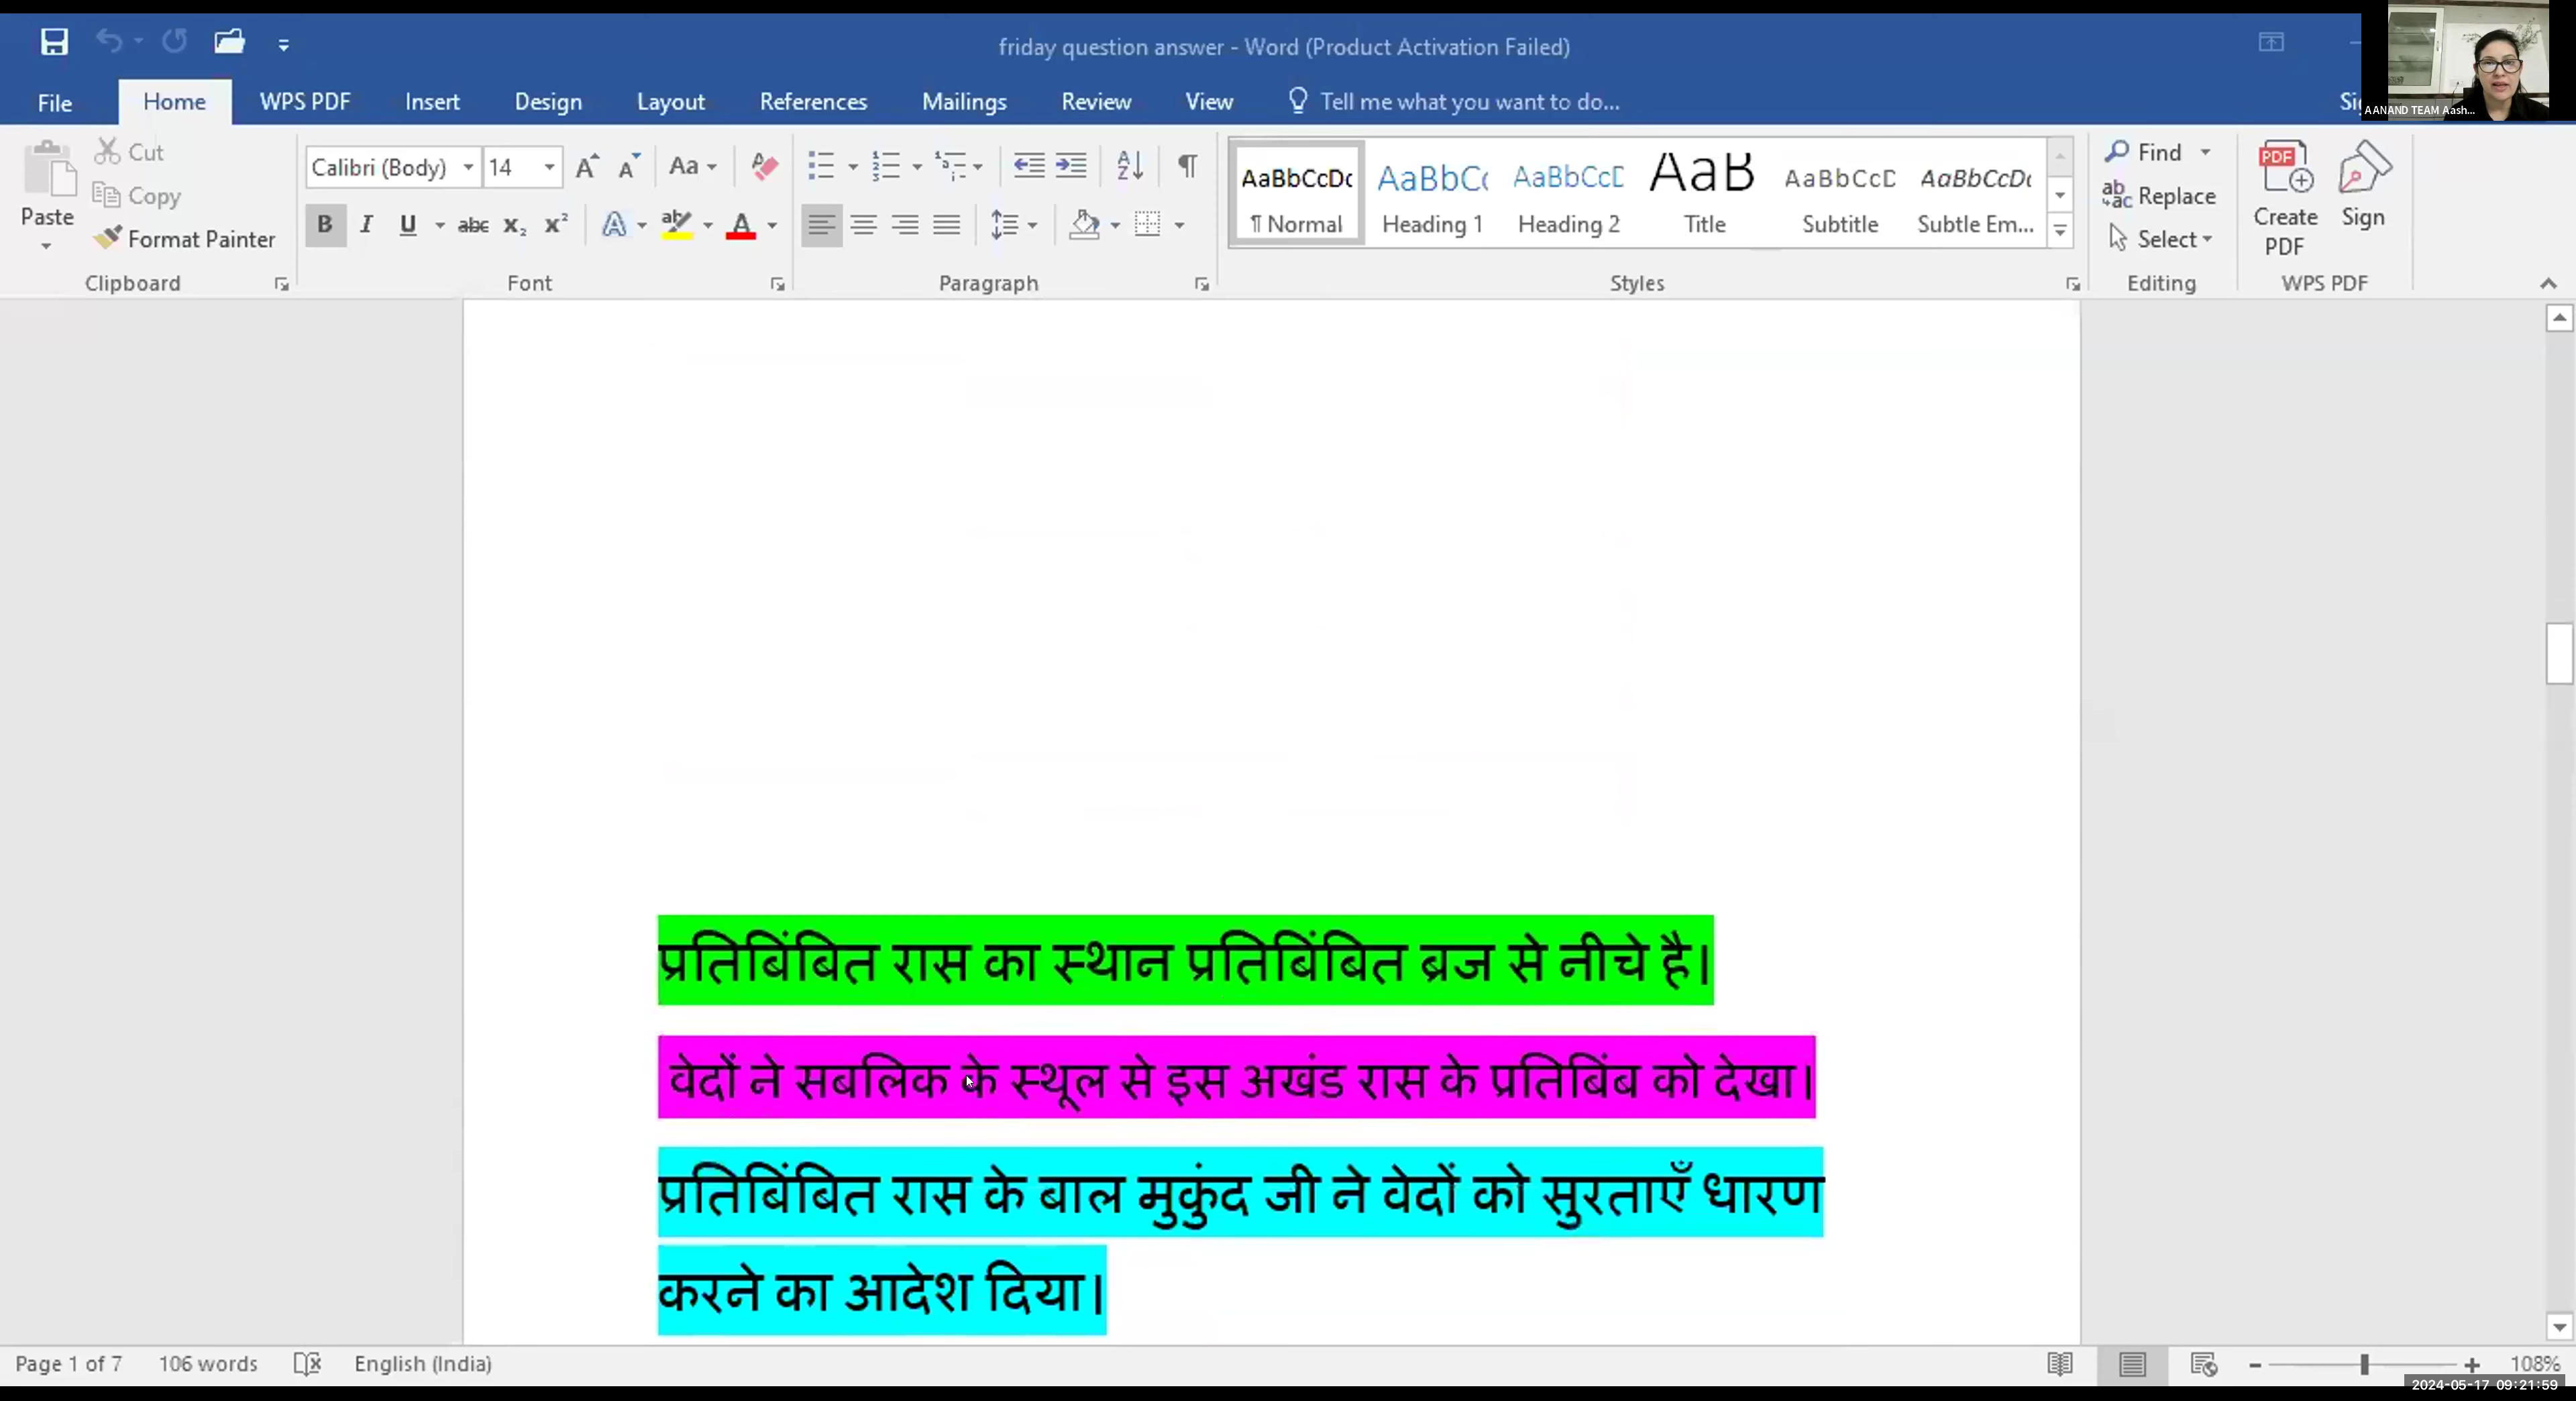 friday question answer - Word (Product Activation Failed)
File Home WPS PDF Insert Design Layout References Mailings Review View Tell me what you want to do...
AANAND TEAM Aash...
Paste
Cut
Copy
Format Painter
Clipboard
Calibri (Body) 14
Font
Paragraph
AaBbCcDc AaBbC AaBbCcD AaB AaBbCcD AaBbCcDc
¶ Normal Heading 1 Heading 2 Title Subtitle Subtle Em...
Styles
Find
Replace
Select
Editing
Create PDF
Sign
WPS PDF
प्रतिबिंबित रास का स्थान प्रतिबिंबित ब्रज से नीचे है।
वेदों ने सबलिक के स्थूल से इस अखंड रास के प्रतिबिंब को देखा।
प्रतिबिंबित रास के बाल मुकुंद जी ने वेदों को सुरताएँ धारण
करने का आदेश दिया।
Page 1 of 7 106 words English (India) 108%
2024-05-17 09:21:59